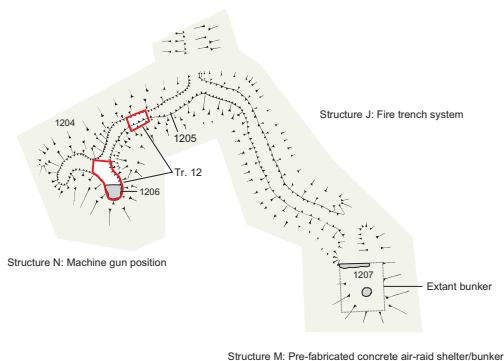 1204
Structure J: Fire trench system
1205
Tr. 12
1206
Structure N: Machine gun position
1207
Extant bunker
Structure M: Pre-fabricated concrete air-raid shelter/bunker